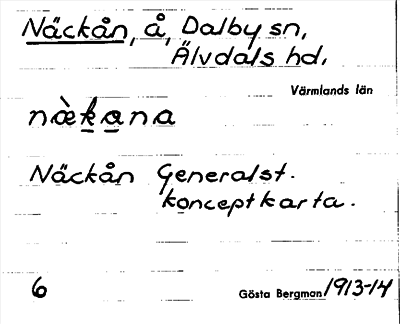 Näckån, å, Dalby sn,
Älvdals hd,
Värmlands län
nækana
Näckån Generalst.
konceptkarta.
6 Gösta Bergman 1913-14